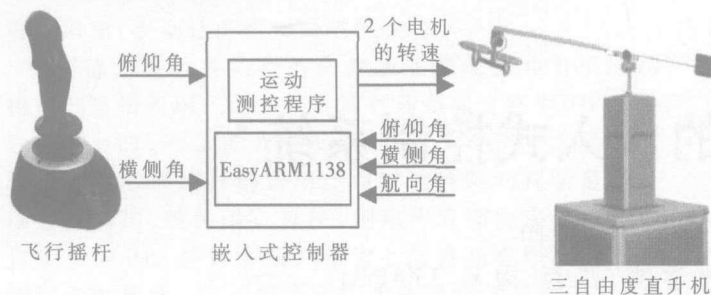 2个电机
的转速
俯仰角
运动
测控程序
俯仰角
横侧角
EasyARM1138
横侧角
航向角
飞行摇杆
嵌入式控制器
三自由度直升机